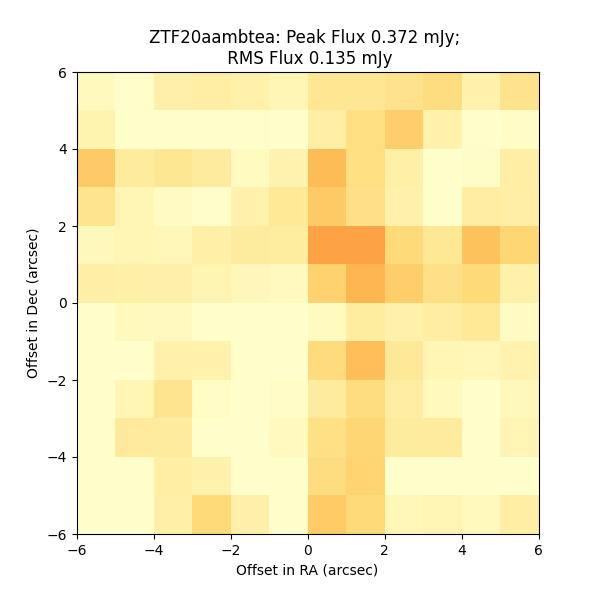 ZTF20aambtea: Peak Flux 0.372 mJy;
RMS Flux 0.135 mJy
6
4
2
0
−2
−4
−6
Offset in Dec (arcsec)
−6 −4 −2 0 2 4 6
Offset in RA (arcsec)